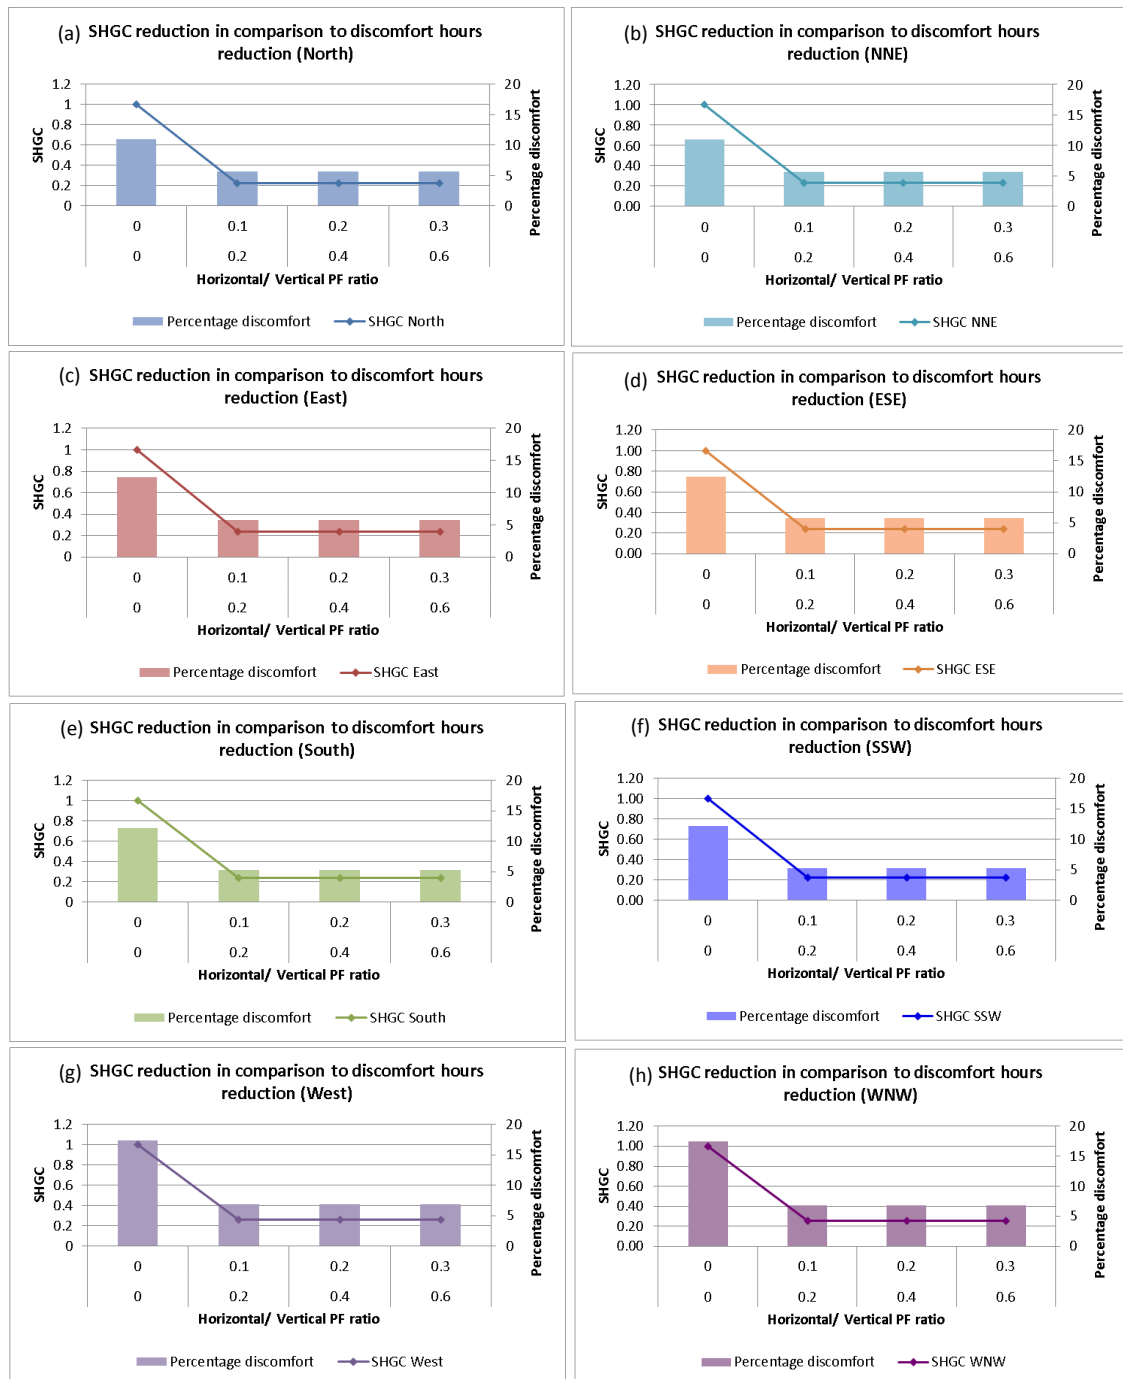 (a) SHGC reduction in comparison to discomfort hours
reduction (North)
1.2
1
0.8
0.6
0.4
0.2
0
SHGC
20
15
10
5
0
Percentage discomfort
0 0.1 0.2 0.3
0 0.2 0.4 0.6
Horizontal/ Vertical PF ratio
Percentage discomfort SHGC North
(b) SHGC reduction in comparison to discomfort hours
reduction (NNE)
1.20
1.00
0.80
0.60
0.40
0.20
0.00
SHGC
20
15
10
5
0
Percentage discomfort
0 0.1 0.2 0.3
0 0.2 0.4 0.6
Horizontal/ Vertical PF ratio
Percentage discomfort SHGC NNE
(c) SHGC reduction in comparison to discomfort hours
reduction (East)
1.2
1
0.8
0.6
0.4
0.2
0
SHGC
20
15
10
5
0
Percentage discomfort
0 0.1 0.2 0.3
0 0.2 0.4 0.6
Horizontal/ Vertical PF ratio
Percentage discomfort SHGC East
(d) SHGC reduction in comparison to discomfort hours
reduction (ESE)
1.20
1.00
0.80
0.60
0.40
0.20
0.00
SHGC
20
15
10
5
0
Percentage discomfort
0 0.1 0.2 0.3
0 0.2 0.4 0.6
Horizontal/ Vertical PF ratio
Percentage discomfort SHGC ESE
(e) SHGC reduction in comparison to discomfort hours
reduction (South)
1.2
1
0.8
0.6
0.4
0.2
0
SHGC
20
15
10
5
0
Percentage discomfort
0 0.1 0.2 0.3
0 0.2 0.4 0.6
Horizontal/ Vertical PF ratio
Percentage discomfort SHGC South
(f) SHGC reduction in comparison to discomfort hours
reduction (SSW)
1.20
1.00
0.80
0.60
0.40
0.20
0.00
SHGC
20
15
10
5
0
Percentage discomfort
0 0.1 0.2 0.3
0 0.2 0.4 0.6
Horizontal/ Vertical PF ratio
Percentage discomfort SHGC SSW
(g) SHGC reduction in comparison to discomfort hours
reduction (West)
1.2
1
0.8
0.6
0.4
0.2
0
SHGC
20
15
10
5
0
Percentage discomfort
0 0.1 0.2 0.3
0 0.2 0.4 0.6
Horizontal/ Vertical PF ratio
Percentage discomfort SHGC West
(h) SHGC reduction in comparison to discomfort hours
reduction (WNW)
1.20
1.00
0.80
0.60
0.40
0.20
0.00
SHGC
20
15
10
5
0
Percentage discomfort
0 0.1 0.2 0.3
0 0.2 0.4 0.6
Horizontal/ Vertical PF ratio
Percentage discomfort SHGC WNW